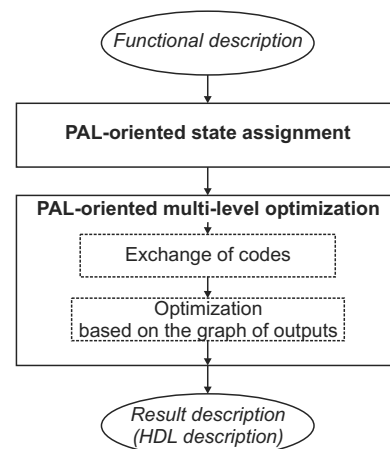 Functional description
PAL-oriented state assignment
PAL-oriented multi-level optimization
Exchange of codes
Optimization
based on the graph of outputs
Result description
(HDL description)